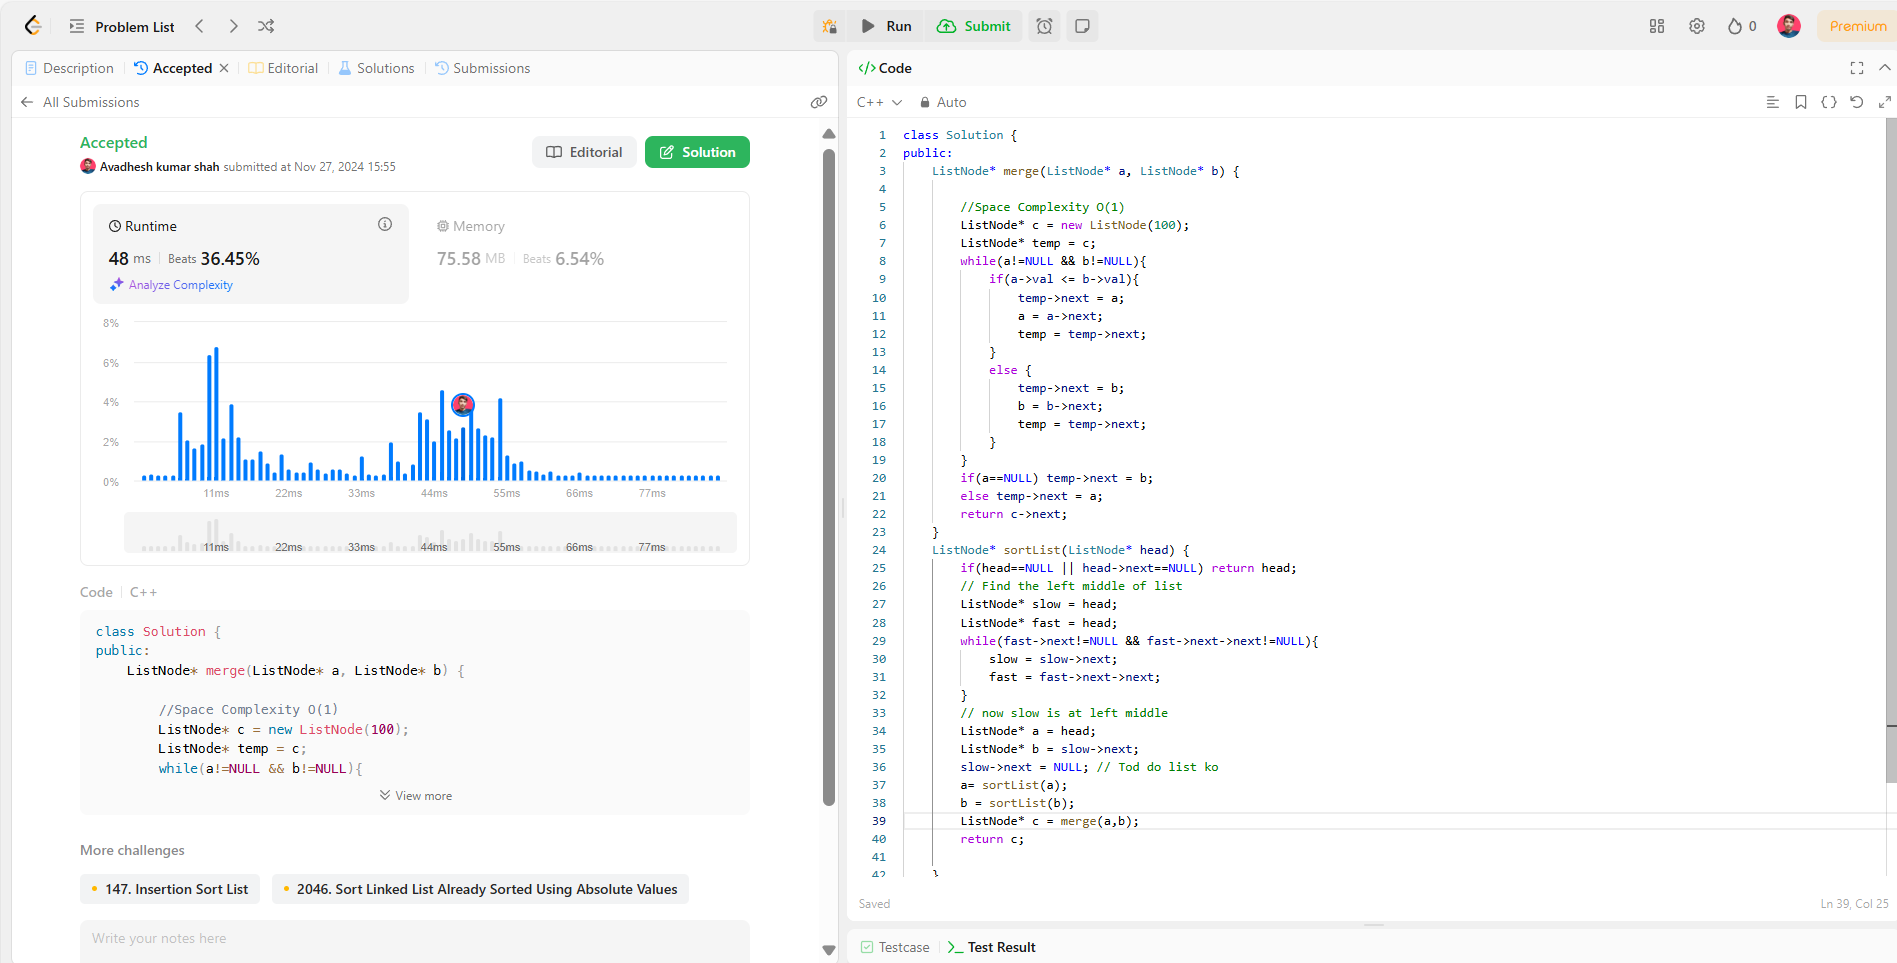 Problem List
Run
Submit
0
Premium
Description
Accepted
Editorial
Solutions
Submissions
All Submissions
Accepted
Avadhesh kumar shah submitted at Nov 27, 2024 15:55
Editorial
Solution
Runtime
48 ms | Beats 36.45%
Analyze Complexity
Memory
75.58 MB | Beats 6.54%
8%
6%
4%
2%
0%
11ms 22ms 33ms 44ms 55ms 66ms 77ms
11ms 22ms 33ms 44ms 55ms 66ms 77ms
Code | C++
class Solution {
public:
    ListNode* merge(ListNode* a, ListNode* b) {
        //Space Complexity O(1)
        ListNode* c = new ListNode(100);
        ListNode* temp = c;
        while(a!=NULL && b!=NULL){
View more
More challenges
147. Insertion Sort List
2046. Sort Linked List Already Sorted Using Absolute Values
Write your notes here
</> Code
C++
Auto
1 class Solution {
2 public:
3     ListNode* merge(ListNode* a, ListNode* b) {
4
5         //Space Complexity O(1)
6         ListNode* c = new ListNode(100);
7         ListNode* temp = c;
8         while(a!=NULL && b!=NULL){
9             if(a->val <= b->val){
10                 temp->next = a;
11                 a = a->next;
12                 temp = temp->next;
13             }
14             else {
15                 temp->next = b;
16                 b = b->next;
17                 temp = temp->next;
18             }
19         }
20         if(a==NULL) temp->next = b;
21         else temp->next = a;
22         return c->next;
23     }
24     ListNode* sortList(ListNode* head) {
25         if(head==NULL || head->next==NULL) return head;
26         // Find the left middle of list
27         ListNode* slow = head;
28         ListNode* fast = head;
29         while(fast->next!=NULL && fast->next->next!=NULL){
30             slow = slow->next;
31             fast = fast->next->next;
32         }
33         // now slow is at left middle
34         ListNode* a = head;
35         ListNode* b = slow->next;
36         slow->next = NULL; // Tod do list ko
37         a= sortList(a);
38         b = sortList(b);
39         ListNode* c = merge(a,b);
40         return c;
41
42     }
Saved
Ln 39, Col 25
Testcase
Test Result